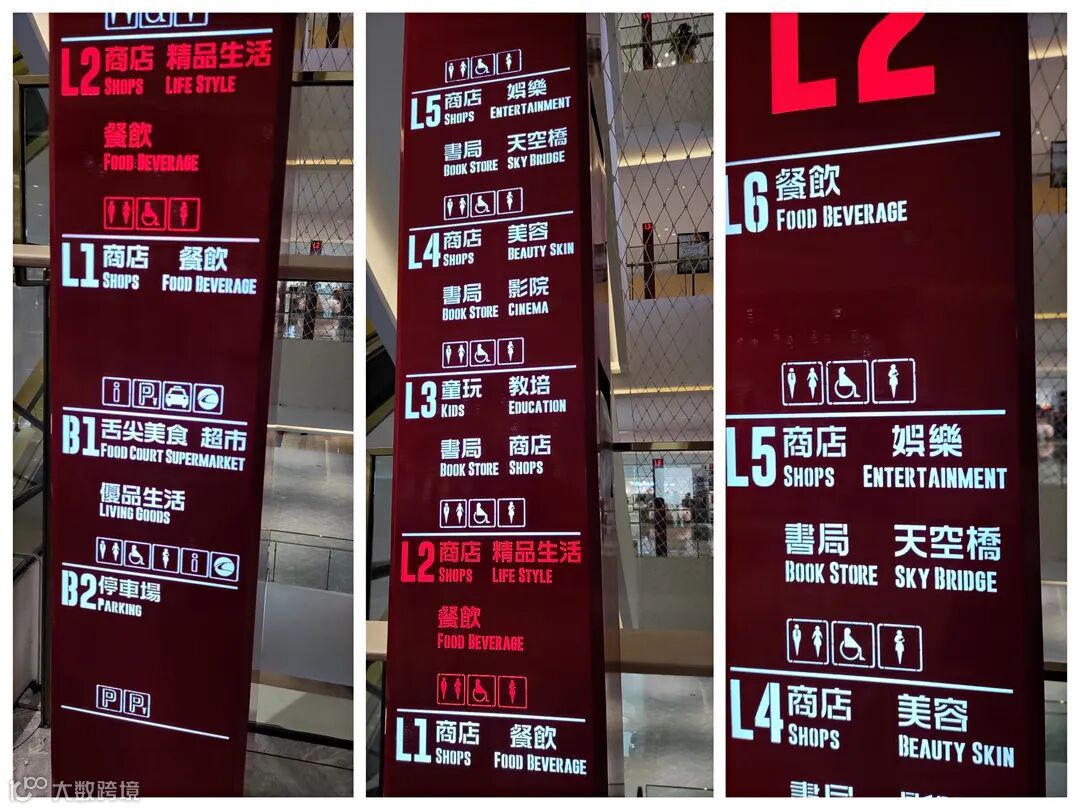 L2 商店 精品生活
SHOPS LIFE STYLE
餐飲
FOOD BEVERAGE
L1 商店 餐飲
SHOPS FOOD BEVERAGE
i P
B1 舌尖美食 超市
FOOD COURT SUPERMARKET
優品生活
LIVING GOODS
i
B2 停車場
PARKING
P P
大数跨境
L5 商店 娛樂
SHOPS ENTERTAINMENT
書局 天空橋
BOOK STORE SKY BRIDGE
L4 商店 美容
SHOPS BEAUTY SKIN
書局 影院
BOOK STORE CINEMA
L3 童玩 教培
KIDS EDUCATION
書局 商店
BOOK STORE SHOPS
L2 商店 精品生活
SHOPS LIFE STYLE
餐飲
FOOD BEVERAGE
L1 商店 餐飲
SHOPS FOOD BEVERAGE
L2
L6 餐飲
FOOD BEVERAGE
L5 商店 娛樂
SHOPS ENTERTAINMENT
書局 天空橋
BOOK STORE SKY BRIDGE
L4 商店 美容
SHOPS BEAUTY SKIN